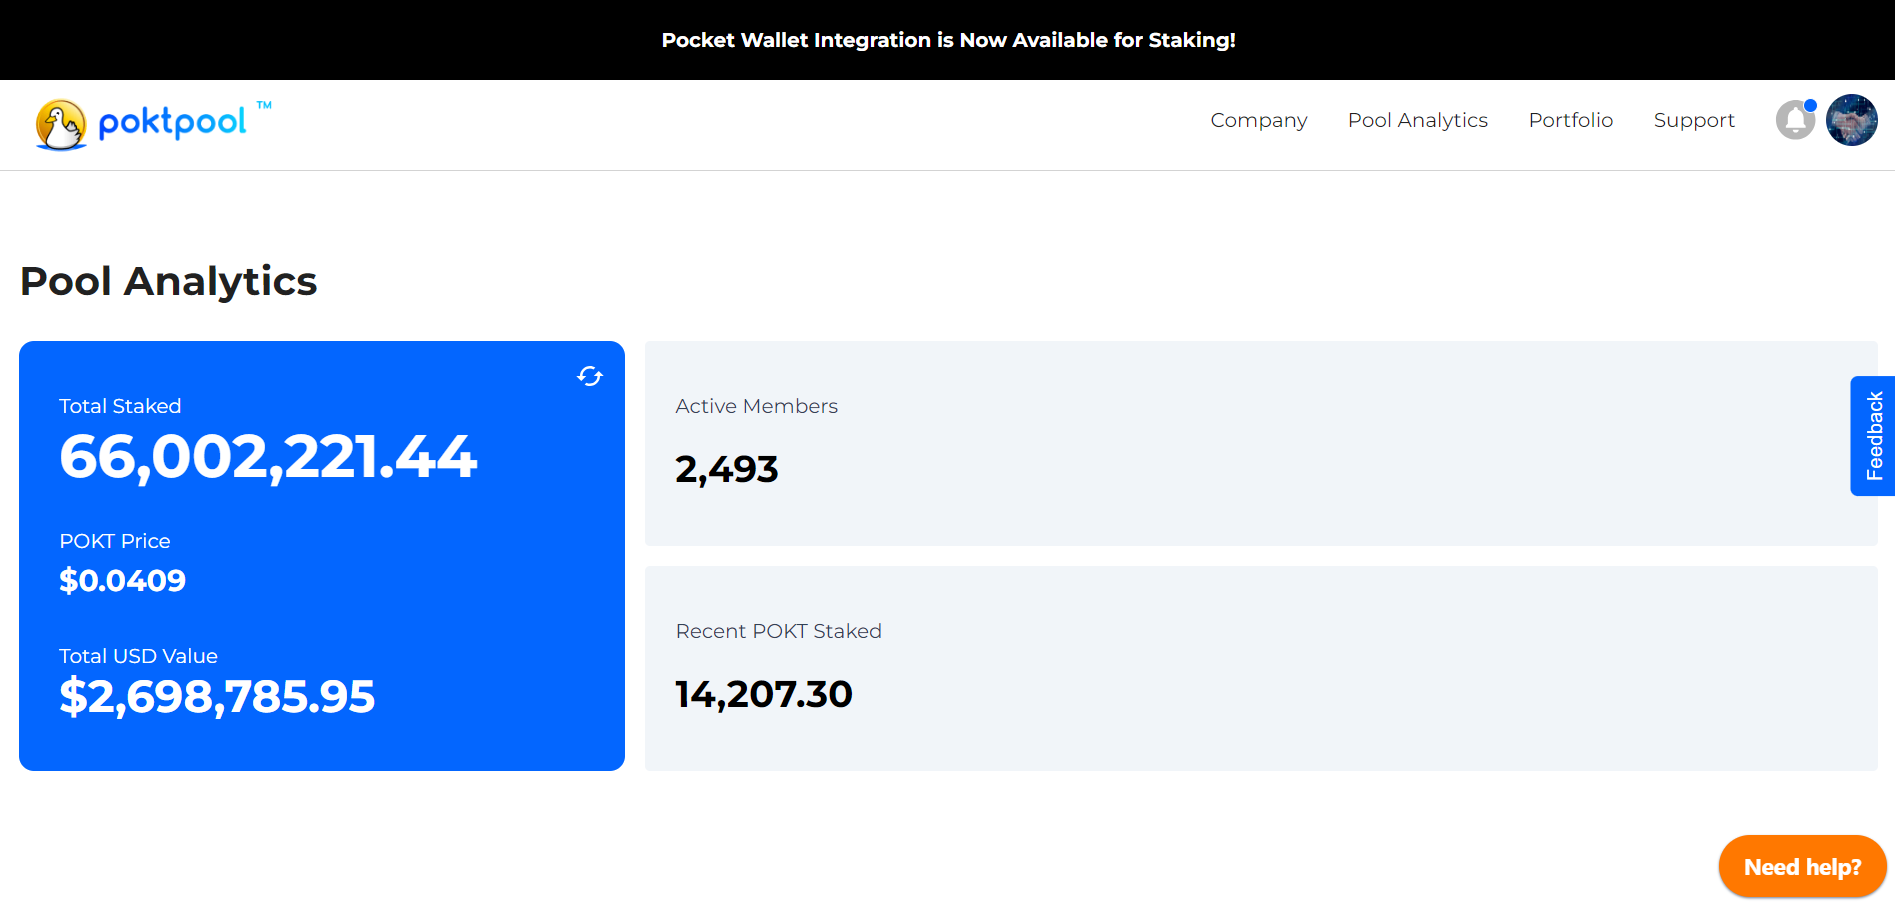 Pocket Wallet Integration is Now Available for Staking!
poktpool ™
Company Pool Analytics Portfolio Support
Pool Analytics
Total Staked
66,002,221.44
POKT Price
$0.0409
Total USD Value
$2,698,785.95
Active Members
2,493
Recent POKT Staked
14,207.30
Feedback
Need help?